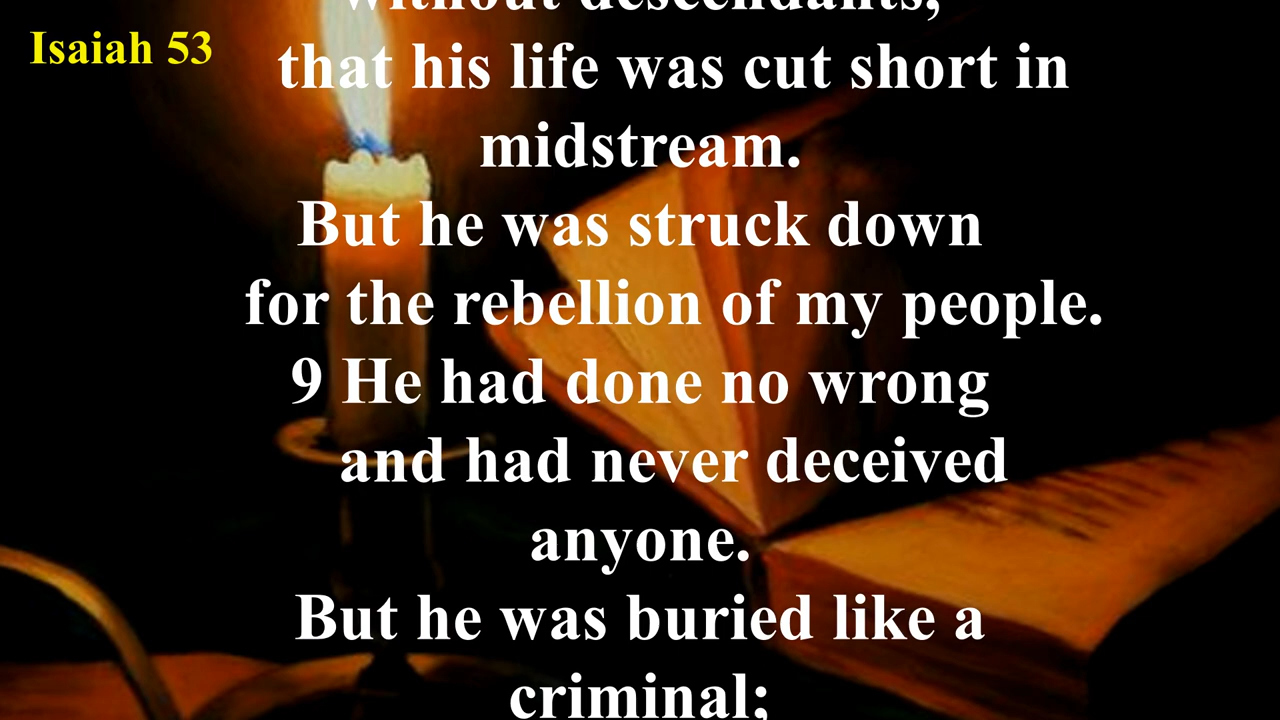 without descendants,
Isaiah 53
that his life was cut short in
midstream.
But he was struck down
for the rebellion of my people.
9 He had done no wrong
and had never deceived
anyone.
But he was buried like a
criminal;